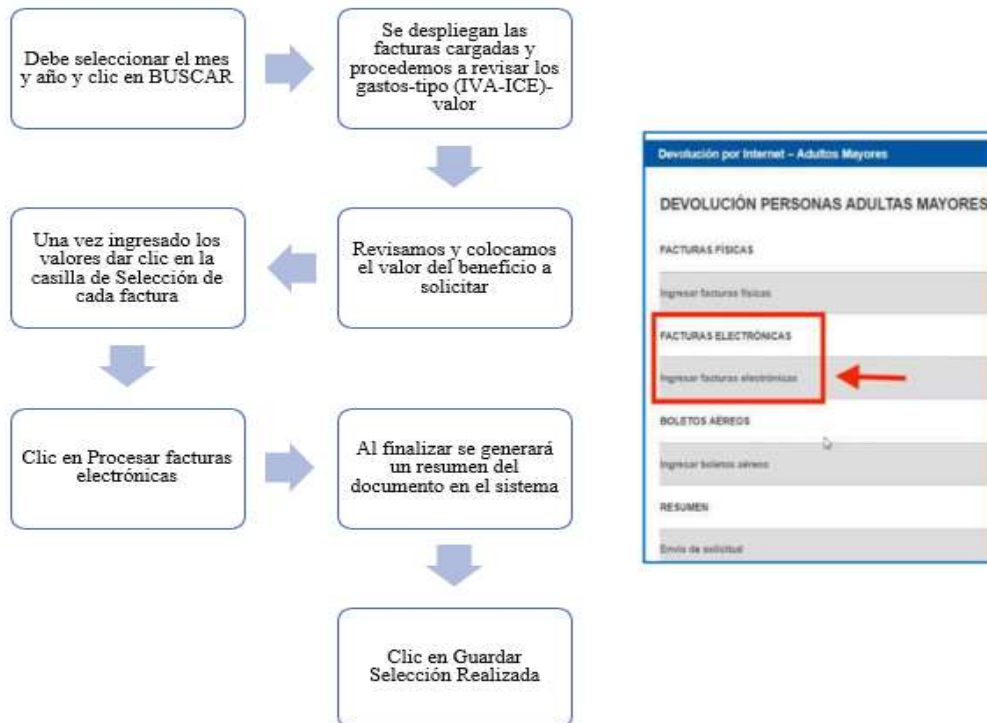 Debe seleccionar el mes
y año y clic en BUSCAR
Se despliegan las
facturas cargadas y
procedemos a revisar los
gastos-tipo (IVA-ICE)-
valor
Revisamos y colocamos
el valor del beneficio a
solicitar
Una vez ingresado los
valores dar clic en la
casilla de Selección de
cada factura
Clic en Procesar facturas
electrónicas
Al finalizar se generará
un resumen del
documento en el sistema
Clic en Guardar
Selección Realizada
Devolución por Internet – Adultos Mayores
DEVOLUCIÓN PERSONAS ADULTAS MAYORES
FACTURAS FÍSICAS
Ingresar facturas físicas
FACTURAS ELECTRÓNICAS
Ingresar facturas electrónicas
BOLETOS AÉREOS
Ingresar boletos aéreos
RESUMEN
Envío de solicitud